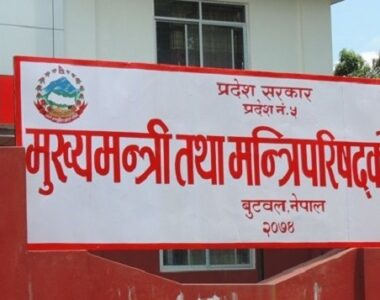 प्रदेश सरकार
प्रदेश नं. ५
मुख्यमन्त्री तथा मन्त्रिपरिषद्को
बुटवल, नेपाल
२०७४